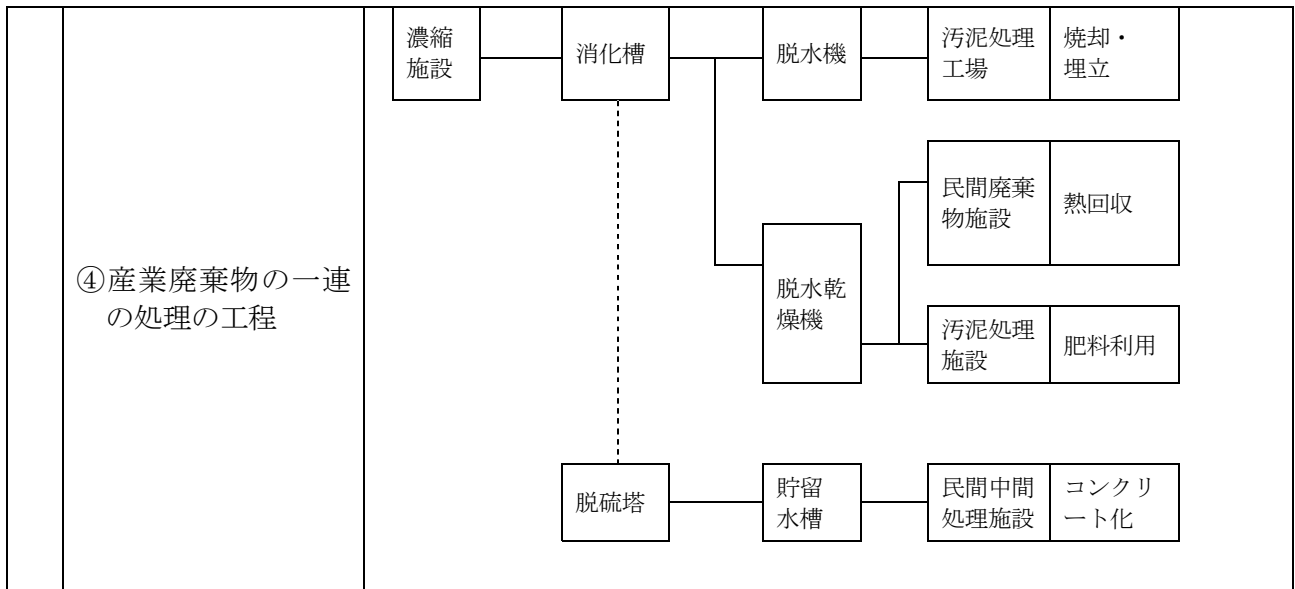 ④産業廃棄物の一連
の処理の工程
濃縮
施設
消化槽
脱水機
汚泥処理
工場
焼却・
埋立
民間廃棄
物施設
熱回収
脱水乾
燥機
汚泥処理
施設
肥料利用
脱硫塔
貯留
水槽
民間中間
処理施設
コンクリ
ート化